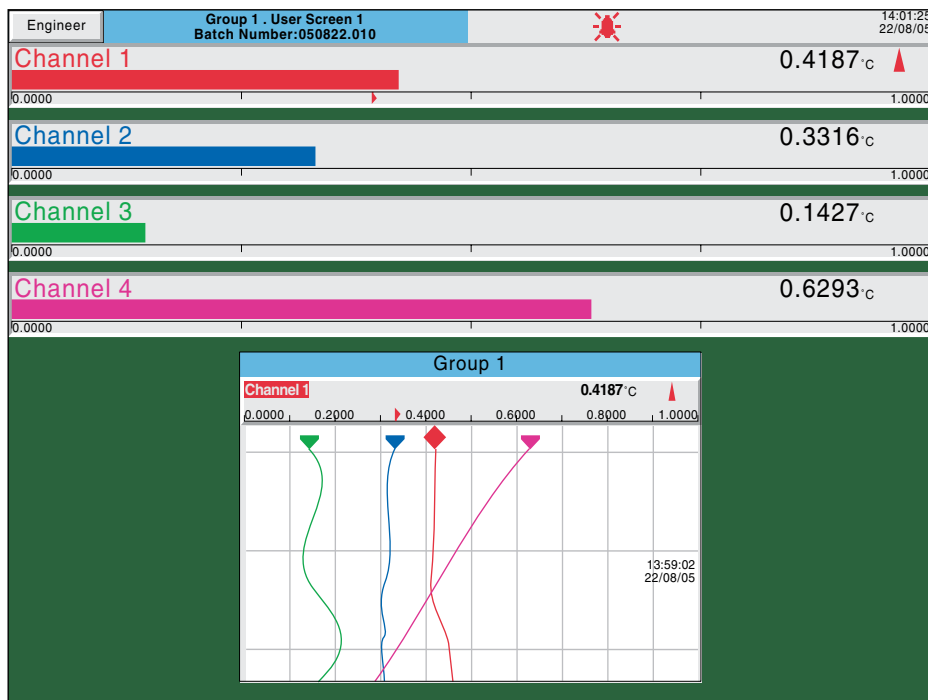 Engineer
Group 1 . User Screen 1
Batch Number:050822.010
14:01:25
22/08/05
Channel 1
0.4187°C
0.0000 1.0000
Channel 2
0.3316°C
0.0000 1.0000
Channel 3
0.1427°C
0.0000 1.0000
Channel 4
0.6293°C
0.0000 1.0000
Group 1
Channel 1 0.4187°C
0.0000 0.2000 0.4000 0.6000 0.8000 1.0000
13:59:02
22/08/05